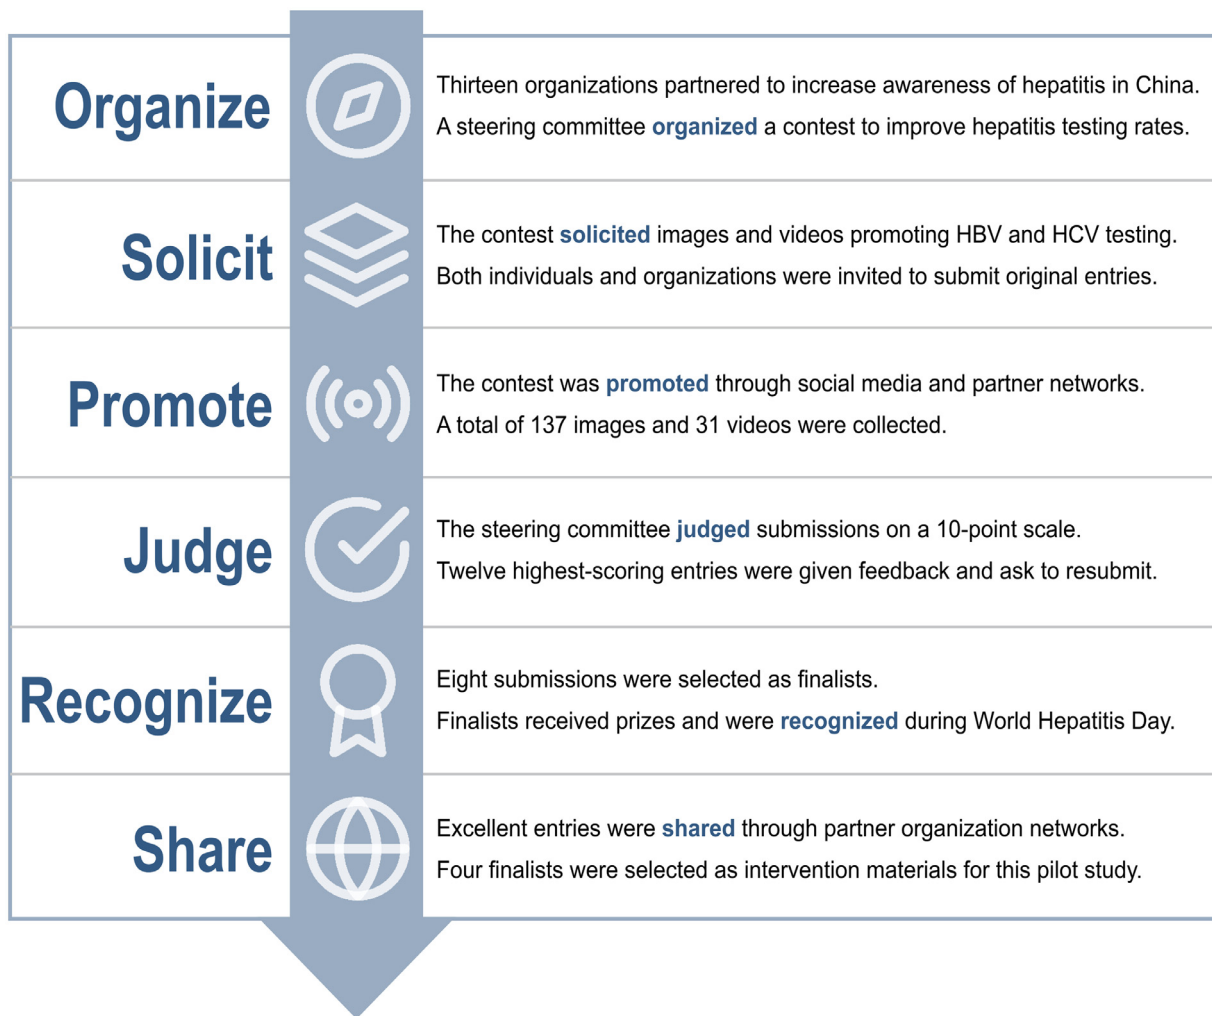 Organize
Thirteen organizations partnered to increase awareness of hepatitis in China.
A steering committee organized a contest to improve hepatitis testing rates.
Solicit
The contest solicited images and videos promoting HBV and HCV testing.
Both individuals and organizations were invited to submit original entries.
Promote
The contest was promoted through social media and partner networks.
A total of 137 images and 31 videos were collected.
Judge
The steering committee judged submissions on a 10-point scale.
Twelve highest-scoring entries were given feedback and ask to resubmit.
Recognize
Eight submissions were selected as finalists.
Finalists received prizes and were recognized during World Hepatitis Day.
Share
Excellent entries were shared through partner organization networks.
Four finalists were selected as intervention materials for this pilot study.